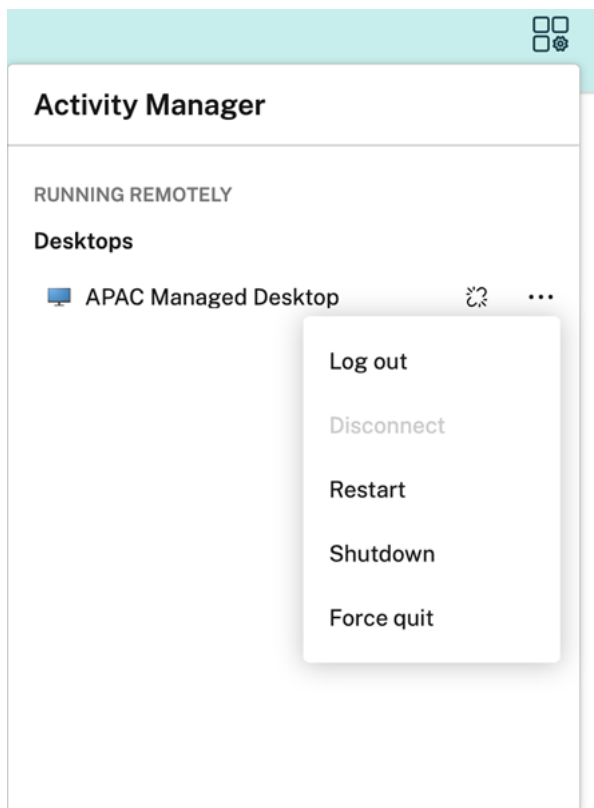 Activity Manager
RUNNING REMOTELY
Desktops
APAC Managed Desktop
Log out
Disconnect
Restart
Shutdown
Force quit